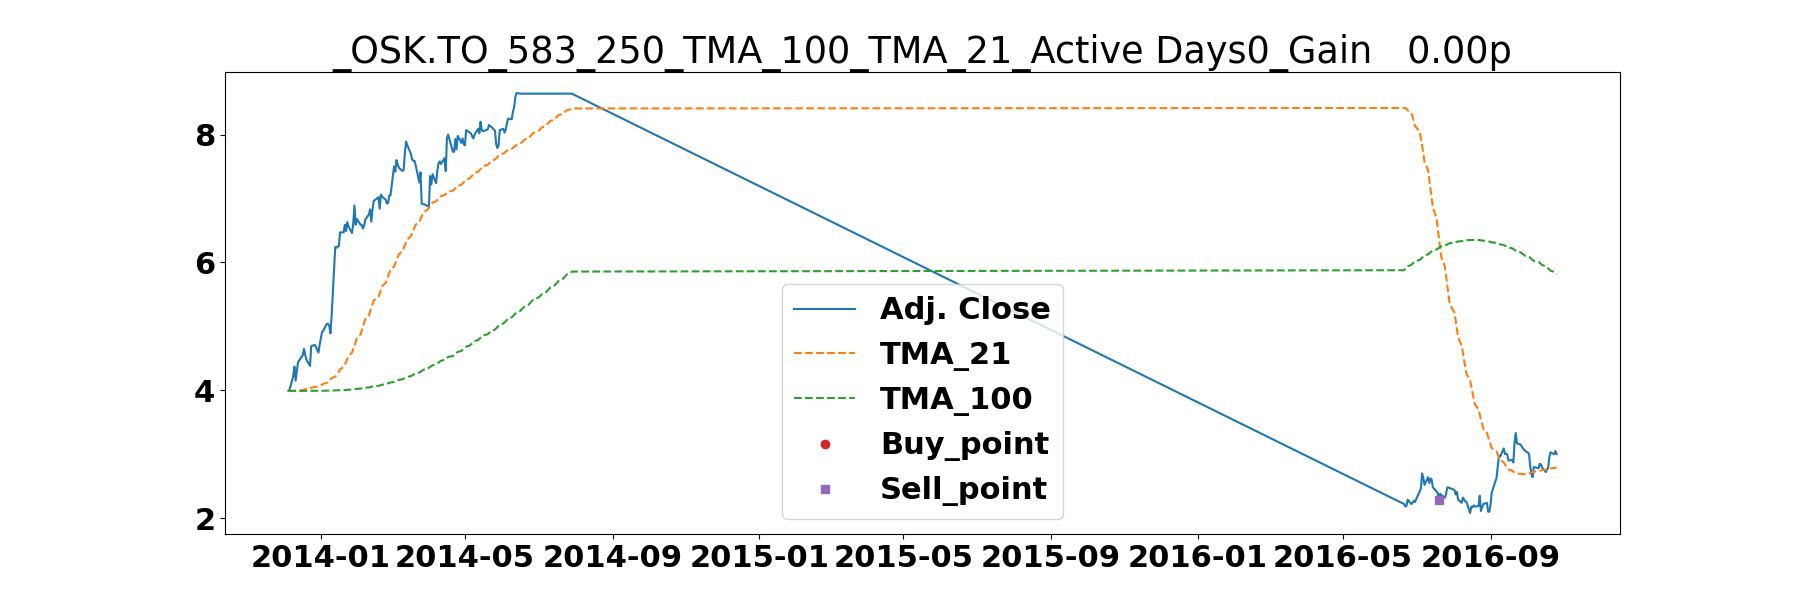 _OSK.TO_583_250_TMA_100_TMA_21_Active Days0_Gain   0.00p
8
6
4
2
Adj. Close
TMA_21
TMA_100
Buy_point
Sell_point
2014-01 2014-05 2014-09 2015-01 2015-05 2015-09 2016-01 2016-05 2016-09